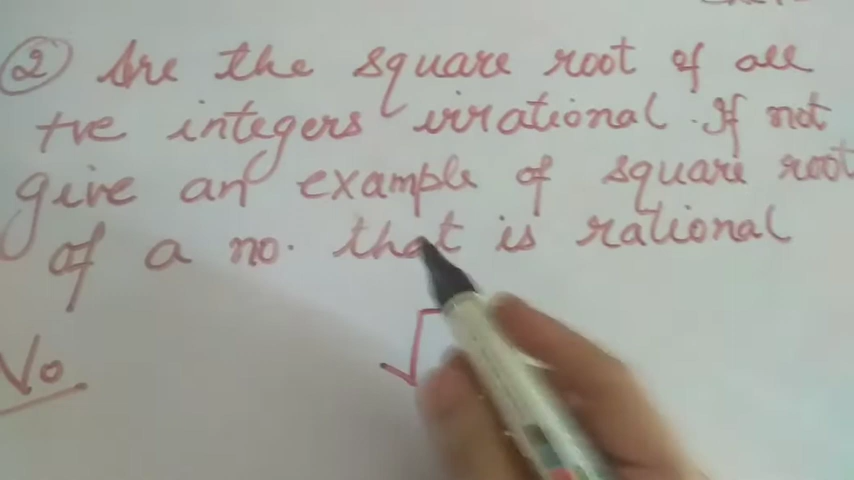 ② Are the square root of all
+ve integers irrational. If not
give an example of square root
of a no. that is rational
√
No